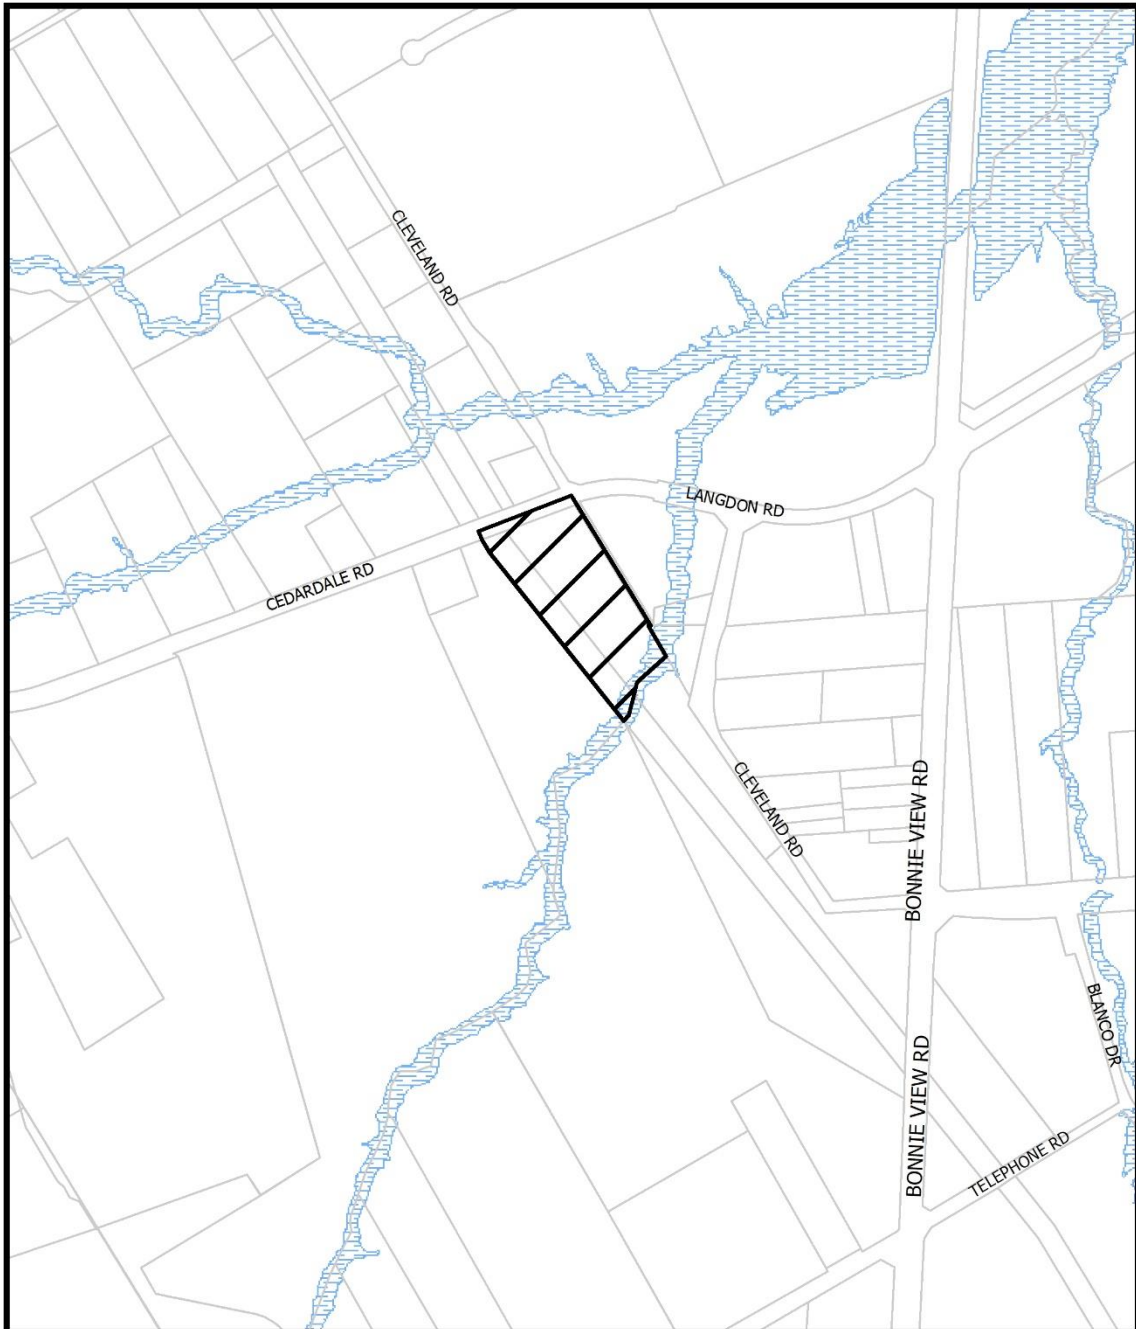 CLEVELAND RD
LANGDON RD
CEDARDALE RD
CLEVELAND RD
BONNIE VIEW RD
BLANCO DR
BONNIE VIEW RD
TELEPHONE RD